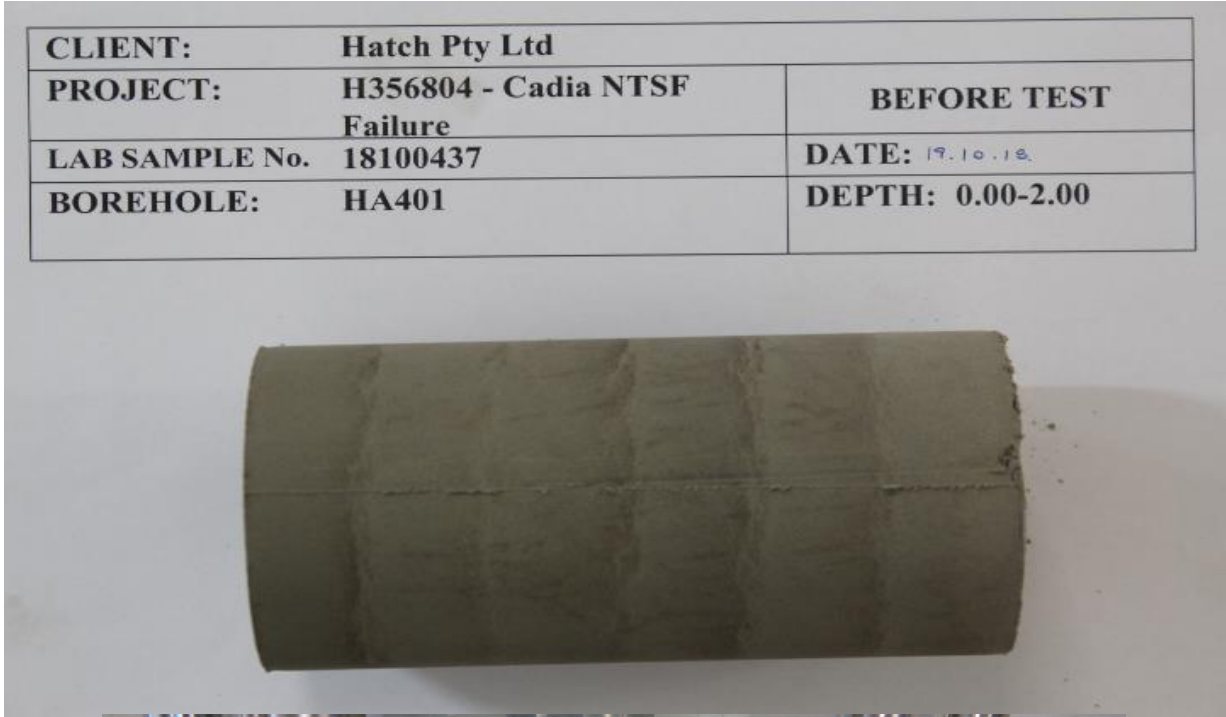 CLIENT: Hatch Pty Ltd
PROJECT: H356804 - Cadia NTSF
Failure
BEFORE TEST
LAB SAMPLE No. 18100437
DATE: 19.10.18.
BOREHOLE: HA401
DEPTH: 0.00-2.00